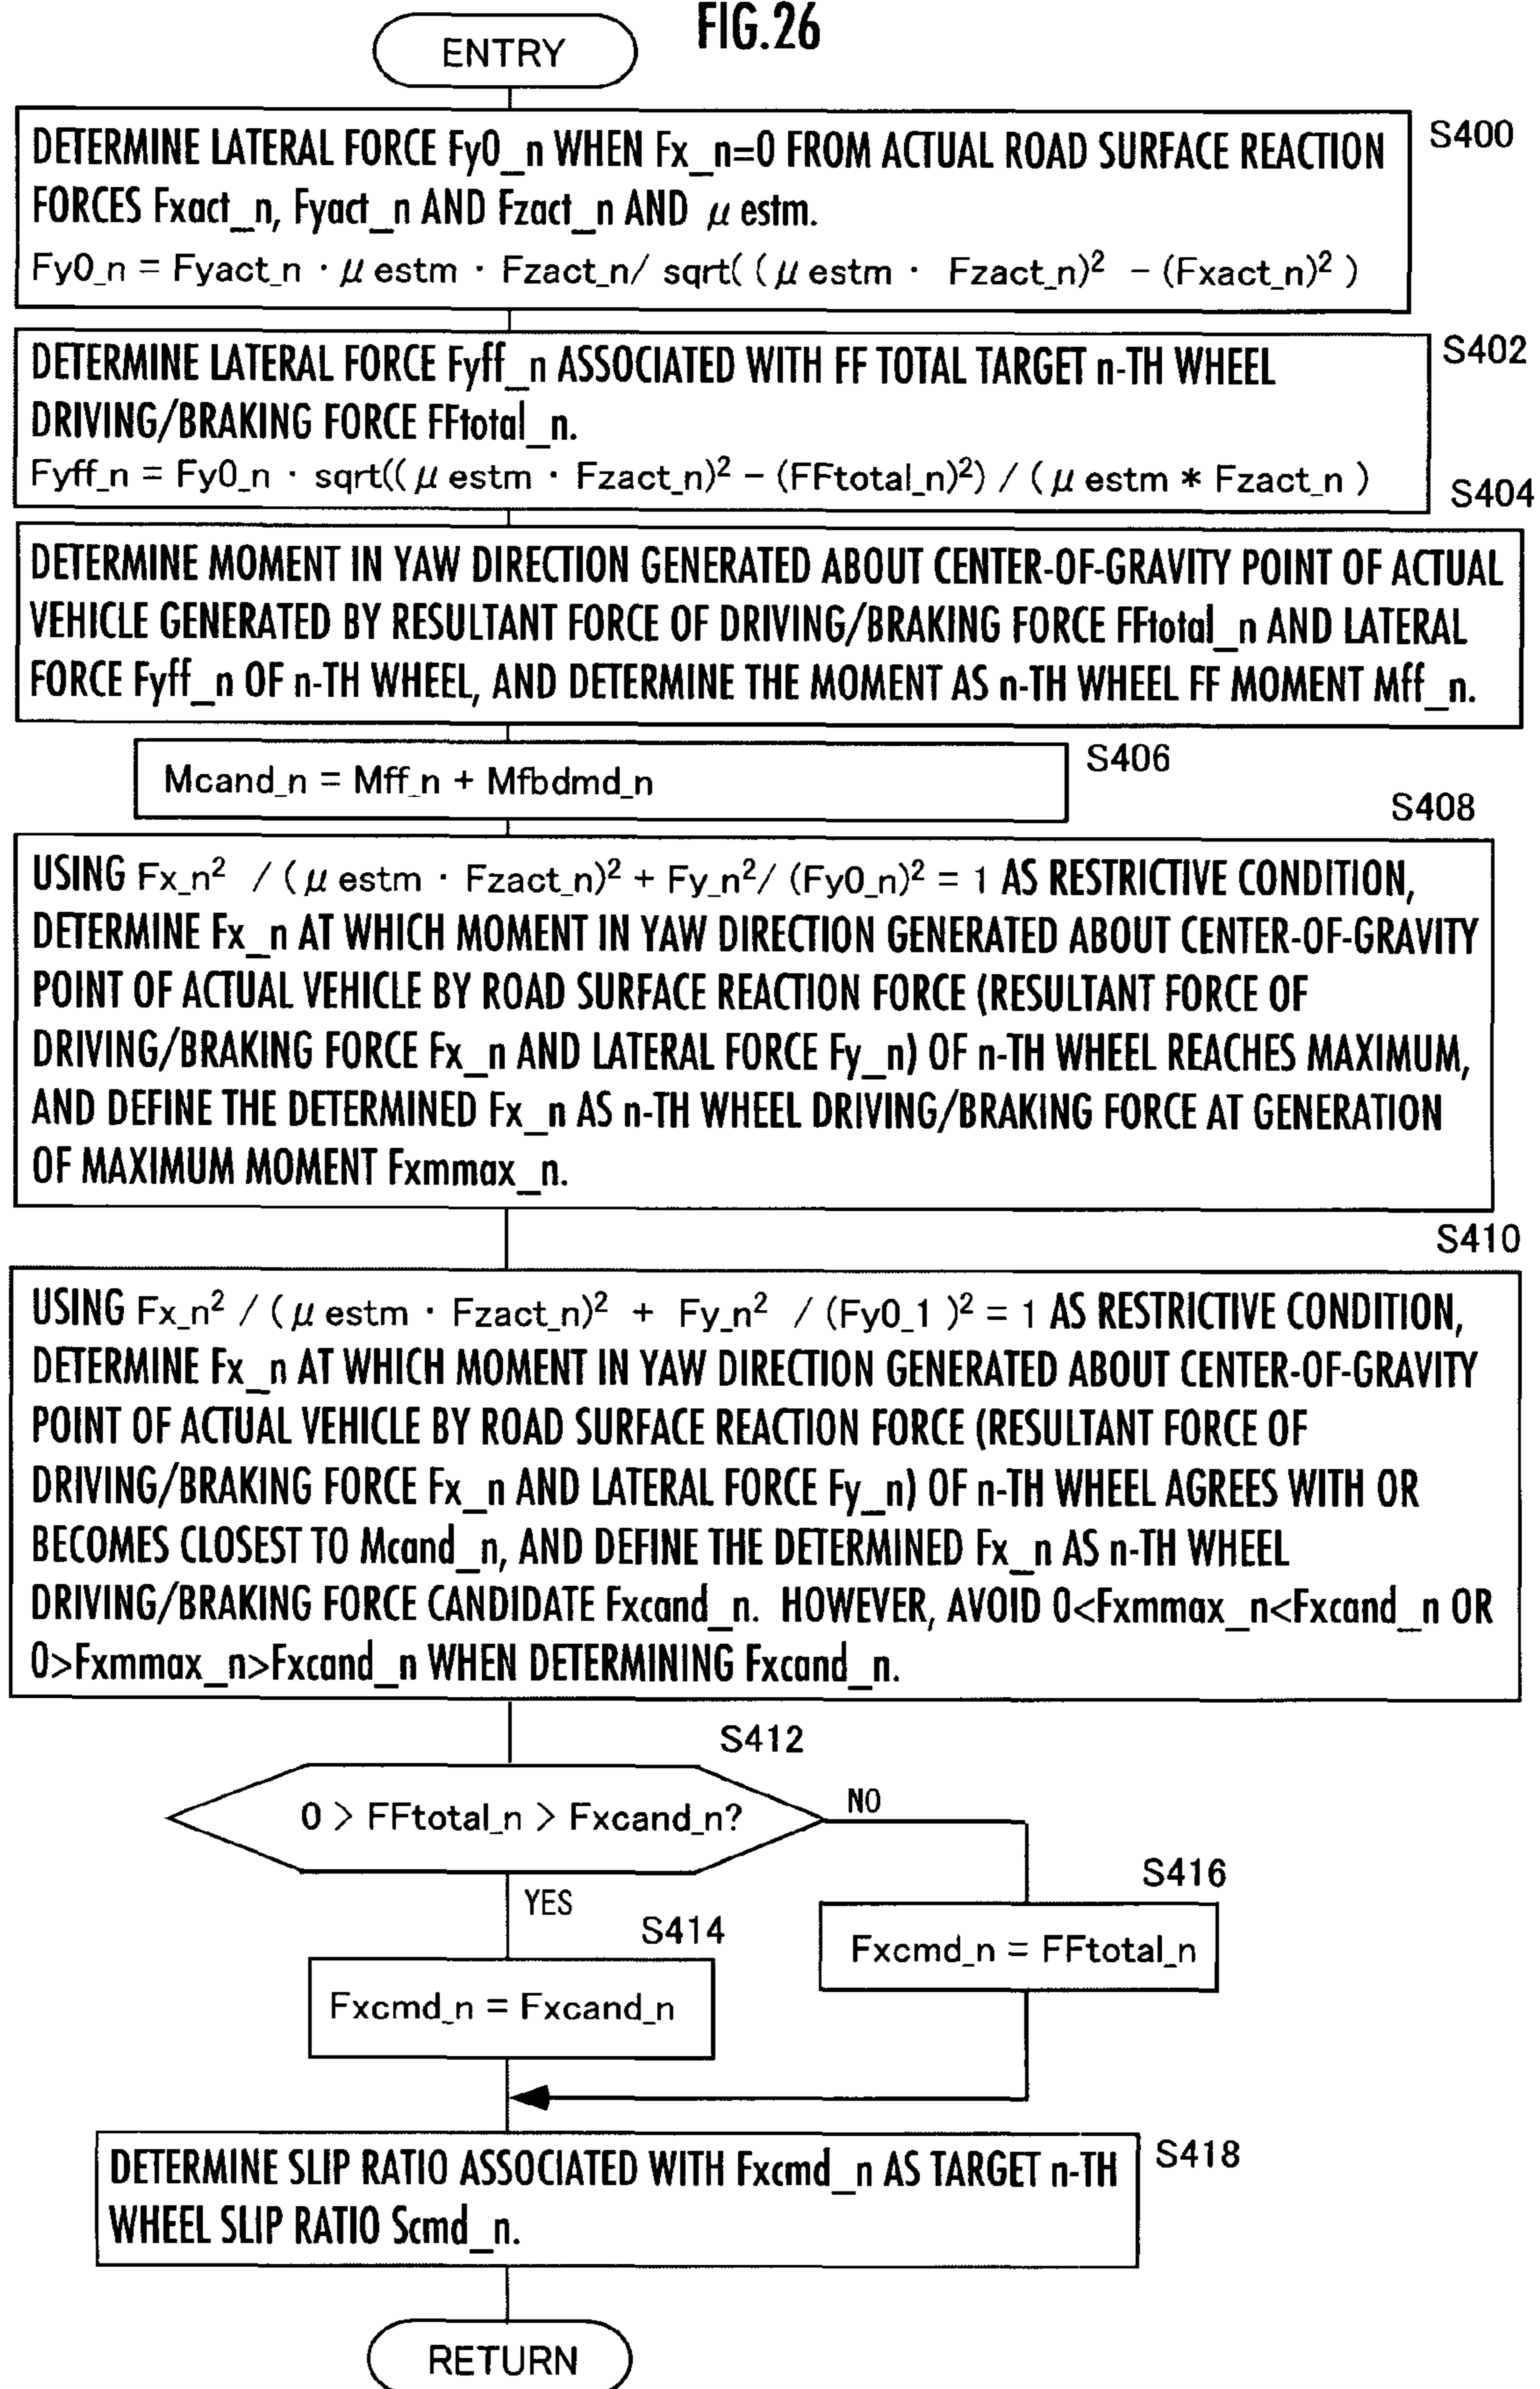 FIG.26
ENTRY
S400
DETERMINE LATERAL FORCE Fy0_n WHEN Fx_n=0 FROM ACTUAL ROAD SURFACE REACTION
FORCES Fxact_n, Fyact_n AND Fzact_n AND μ estm.
Fy0_n = Fyact_n · μ estm · Fzact_n/ sqrt( ( μ estm · Fzact_n)² - (Fxact_n)² )
S402
DETERMINE LATERAL FORCE Fyff_n ASSOCIATED WITH FF TOTAL TARGET n-TH WHEEL
DRIVING/BRAKING FORCE FFtotal_n.
Fyff_n = Fy0_n · sqrt(( μ estm · Fzact_n)² - (FFtotal_n)²) / ( μ estm * Fzact_n )
S404
DETERMINE MOMENT IN YAW DIRECTION GENERATED ABOUT CENTER-OF-GRAVITY POINT OF ACTUAL
VEHICLE GENERATED BY RESULTANT FORCE OF DRIVING/BRAKING FORCE FFtotal_n AND LATERAL
FORCE Fyff_n OF n-TH WHEEL, AND DETERMINE THE MOMENT AS n-TH WHEEL FF MOMENT Mff_n.
S406
Mcand_n = Mff_n + Mfbdmd_n
S408
USING Fx_n² / ( μ estm · Fzact_n)² + Fy_n²/ (Fy0_n)² = 1 AS RESTRICTIVE CONDITION,
DETERMINE Fx_n AT WHICH MOMENT IN YAW DIRECTION GENERATED ABOUT CENTER-OF-GRAVITY
POINT OF ACTUAL VEHICLE BY ROAD SURFACE REACTION FORCE (RESULTANT FORCE OF
DRIVING/BRAKING FORCE Fx_n AND LATERAL FORCE Fy_n) OF n-TH WHEEL REACHES MAXIMUM,
AND DEFINE THE DETERMINED Fx_n AS n-TH WHEEL DRIVING/BRAKING FORCE AT GENERATION
OF MAXIMUM MOMENT Fxmmax_n.
S410
USING Fx_n² / ( μ estm · Fzact_n)² + Fy_n² / (Fy0_1 )² = 1 AS RESTRICTIVE CONDITION,
DETERMINE Fx_n AT WHICH MOMENT IN YAW DIRECTION GENERATED ABOUT CENTER-OF-GRAVITY
POINT OF ACTUAL VEHICLE BY ROAD SURFACE REACTION FORCE (RESULTANT FORCE OF
DRIVING/BRAKING FORCE Fx_n AND LATERAL FORCE Fy_n) OF n-TH WHEEL AGREES WITH OR
BECOMES CLOSEST TO Mcand_n, AND DEFINE THE DETERMINED Fx_n AS n-TH WHEEL
DRIVING/BRAKING FORCE CANDIDATE Fxcand_n. HOWEVER, AVOID 0<Fxmmax_n<Fxcand_n OR
0>Fxmmax_n>Fxcand_n WHEN DETERMINING Fxcand_n.
S412
0 > FFtotal_n > Fxcand_n?
NO
YES
S416
Fxcmd_n = FFtotal_n
S414
Fxcmd_n = Fxcand_n
S418
DETERMINE SLIP RATIO ASSOCIATED WITH Fxcmd_n AS TARGET n-TH
WHEEL SLIP RATIO Scmd_n.
RETURN